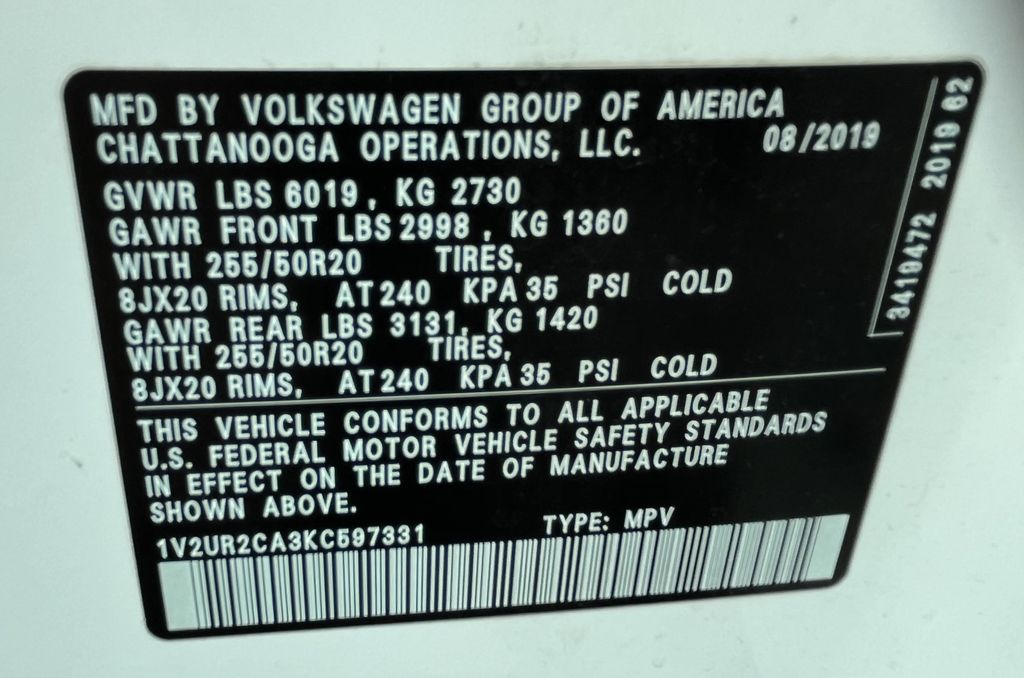 MFD BY VOLKSWAGEN GROUP OF AMERICA
CHATTANOOGA OPERATIONS, LLC. 08/2019
GVWR LBS 6019 , KG 2730
GAWR FRONT LBS 2998 , KG 1360
WITH 255/50R20 TIRES,
8JX20 RIMS, AT 240 KPA 35 PSI COLD
GAWR REAR LBS 3131, KG 1420
WITH 255/50R20 TIRES,
8JX20 RIMS, AT 240 KPA 35 PSI COLD
THIS VEHICLE CONFORMS TO ALL APPLICABLE
U.S. FEDERAL MOTOR VEHICLE SAFETY STANDARDS
IN EFFECT ON THE DATE OF MANUFACTURE
SHOWN ABOVE.
1V2UR2CA3KC597331 TYPE: MPV
3419472 2019 62